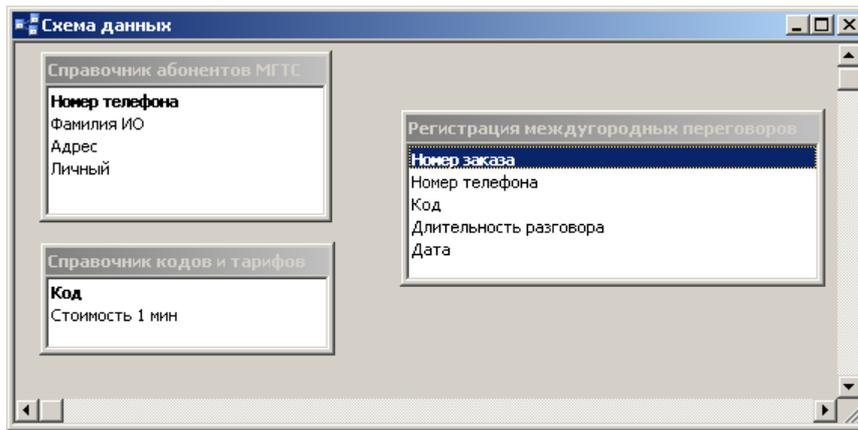 Схема данных
Справочник абонентов МГТС
Номер телефона
Фамилия ИО
Адрес
Личный
Регистрация междугородных переговоров
Номер заказа
Номер телефона
Код
Длительность разговора
Дата
Справочник кодов и тарифов
Код
Стоимость 1 мин